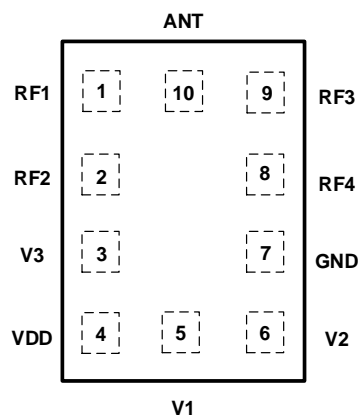 ANT
RF1 1 10 9 RF3
RF2 2 8 RF4
V3 3 7 GND
VDD 4 5 6 V2
V1